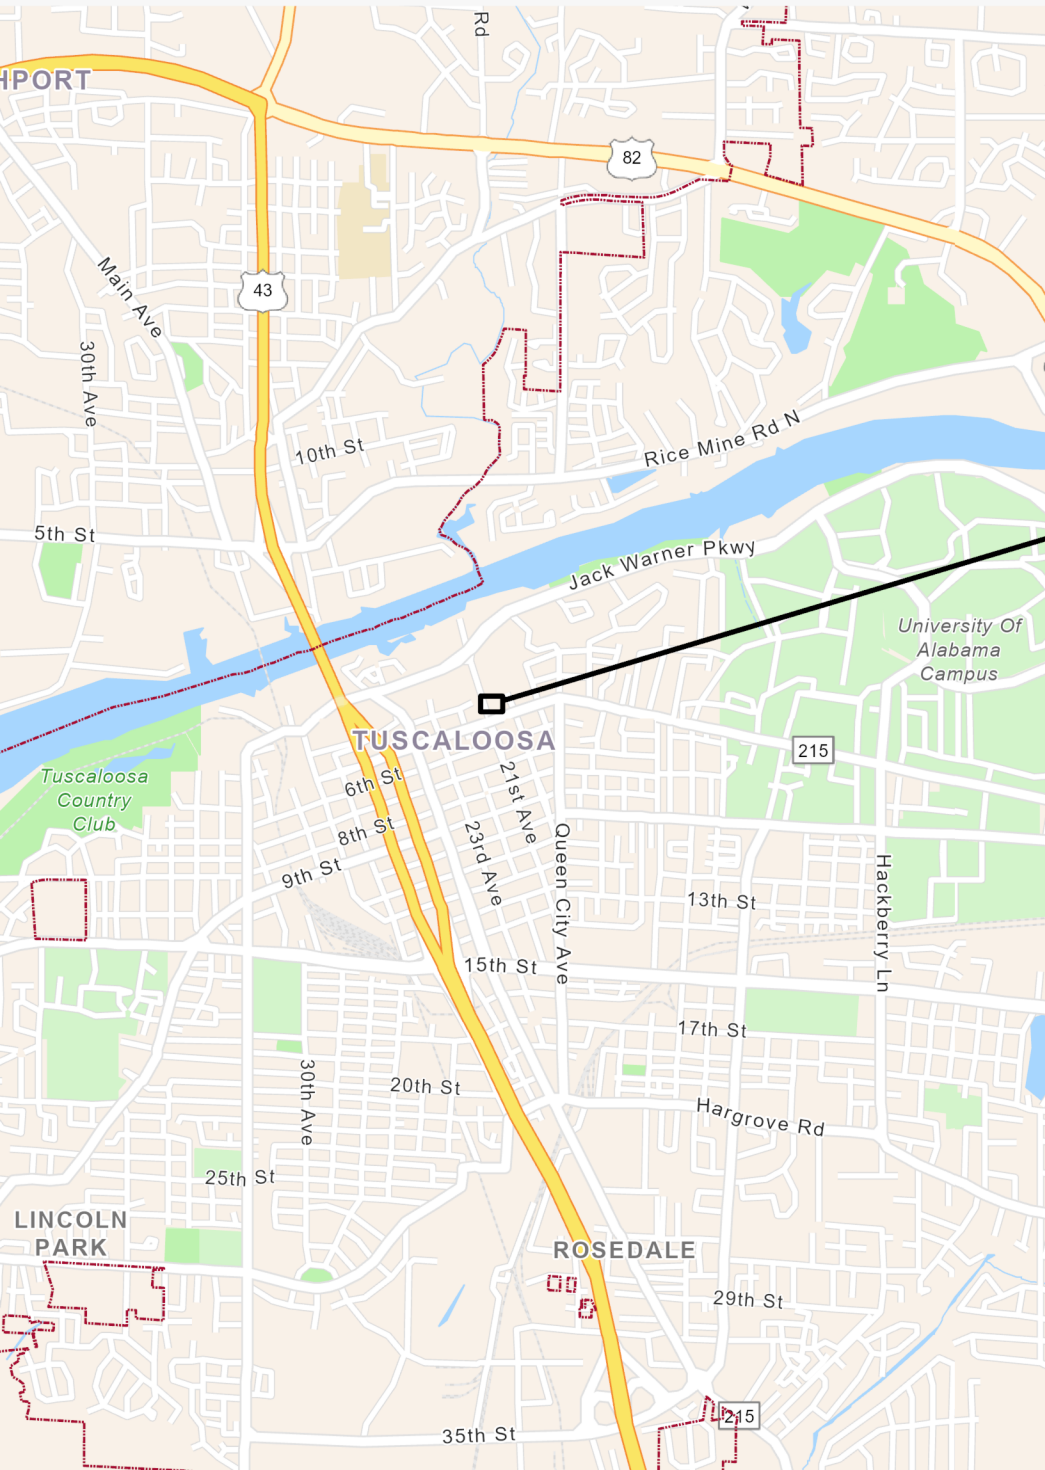 Rd
HPORT
82
43
Main Ave
30th Ave
10th St
Rice Mine Rd N
5th St
Jack Warner Pkwy
University Of
Alabama
Campus
TUSCALOOSA
215
Tuscaloosa
Country
Club
6th St
21st Ave
8th St
23rd Ave
Queen City Ave
9th St
Hackberry Ln
13th St
15th St
17th St
30th Ave
20th St
Hargrove Rd
25th St
LINCOLN
PARK
ROSEDALE
29th St
215
35th St